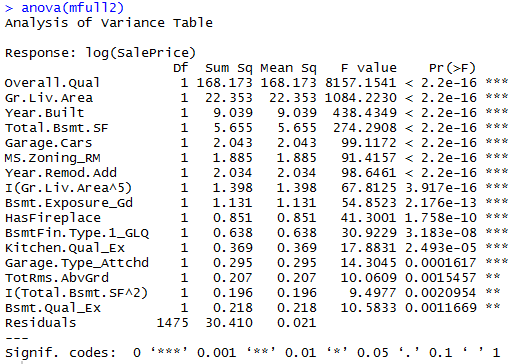 > anova(mfull2)
Analysis of Variance Table

Response: log(SalePrice)
                     Df  Sum Sq Mean Sq   F value    Pr(>F)    
Overall.Qual          1 168.173 168.173 8157.1541 < 2.2e-16 ***
Gr.Liv.Area           1  22.353  22.353 1084.2230 < 2.2e-16 ***
Year.Built            1   9.039   9.039  438.4349 < 2.2e-16 ***
Total.Bsmt.SF         1   5.655   5.655  274.2908 < 2.2e-16 ***
Garage.Cars           1   2.043   2.043   99.1172 < 2.2e-16 ***
MS.Zoning_RM          1   1.885   1.885   91.4157 < 2.2e-16 ***
Year.Remod.Add        1   2.034   2.034   98.6461 < 2.2e-16 ***
I(Gr.Liv.Area^5)      1   1.398   1.398   67.8125 3.917e-16 ***
Bsmt.Exposure_Gd      1   1.131   1.131   54.8523 2.176e-13 ***
HasFireplace          1   0.851   0.851   41.3001 1.758e-10 ***
BsmtFin.Type.1_GLQ    1   0.638   0.638   30.9229 3.183e-08 ***
Kitchen.Qual_Ex       1   0.369   0.369   17.8831 2.493e-05 ***
Garage.Type_Attchd    1   0.295   0.295   14.3045 0.0001617 ***
TotRms.AbvGrd         1   0.207   0.207   10.0609 0.0015457 ** 
I(Total.Bsmt.SF^2)    1   0.196   0.196    9.4977 0.0020954 ** 
Bsmt.Qual_Ex          1   0.218   0.218   10.5833 0.0011669 ** 
Residuals          1475  30.410   0.021
---
Signif. codes:  0 ‘***’ 0.001 ‘**’ 0.01 ‘*’ 0.05 ‘.’ 0.1 ‘ ’ 1